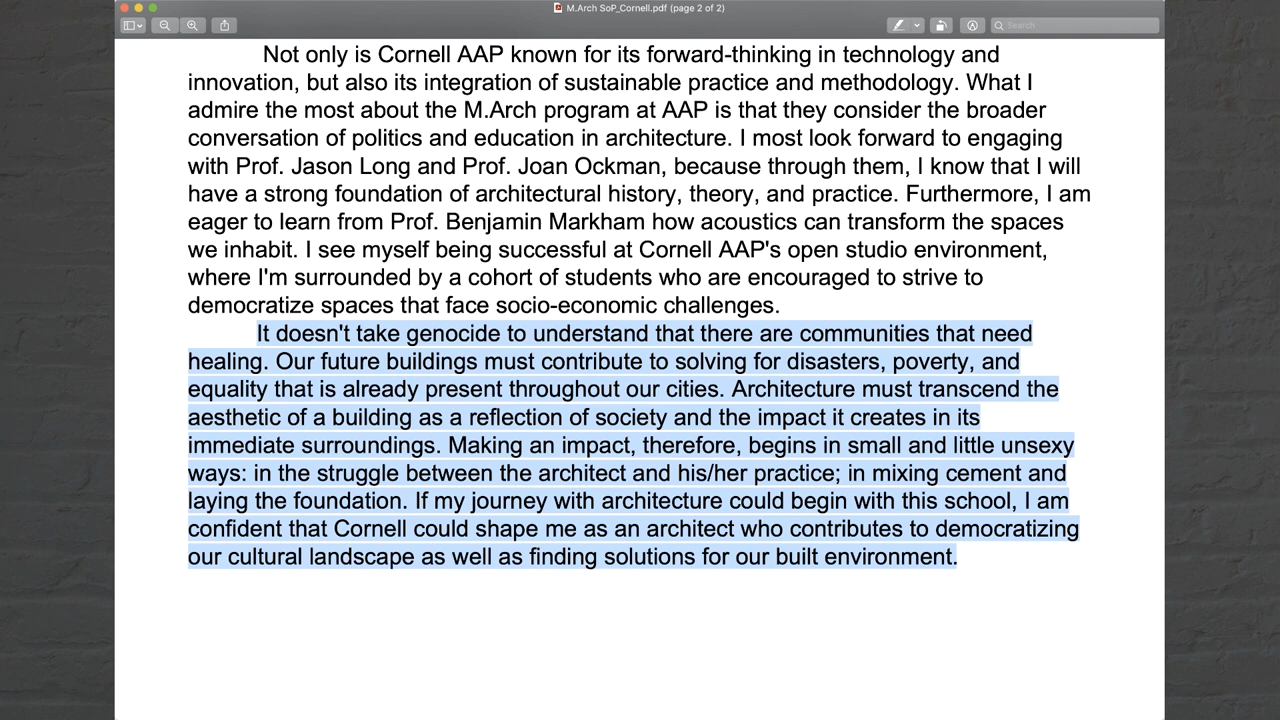 M.Arch SoP_Cornell.pdf (page 2 of 2)
Search
Not only is Cornell AAP known for its forward-thinking in technology and
innovation, but also its integration of sustainable practice and methodology. What I
admire the most about the M.Arch program at AAP is that they consider the broader
conversation of politics and education in architecture. I most look forward to engaging
with Prof. Jason Long and Prof. Joan Ockman, because through them, I know that I will
have a strong foundation of architectural history, theory, and practice. Furthermore, I am
eager to learn from Prof. Benjamin Markham how acoustics can transform the spaces
we inhabit. I see myself being successful at Cornell AAP's open studio environment,
where I'm surrounded by a cohort of students who are encouraged to strive to
democratize spaces that face socio-economic challenges.
It doesn't take genocide to understand that there are communities that need
healing. Our future buildings must contribute to solving for disasters, poverty, and
equality that is already present throughout our cities. Architecture must transcend the
aesthetic of a building as a reflection of society and the impact it creates in its
immediate surroundings. Making an impact, therefore, begins in small and little unsexy
ways: in the struggle between the architect and his/her practice; in mixing cement and
laying the foundation. If my journey with architecture could begin with this school, I am
confident that Cornell could shape me as an architect who contributes to democratizing
our cultural landscape as well as finding solutions for our built environment.